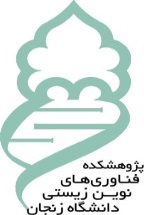 پژوهشکده
فناوری‌های
نوین زیستی
دانشگاه زنجان